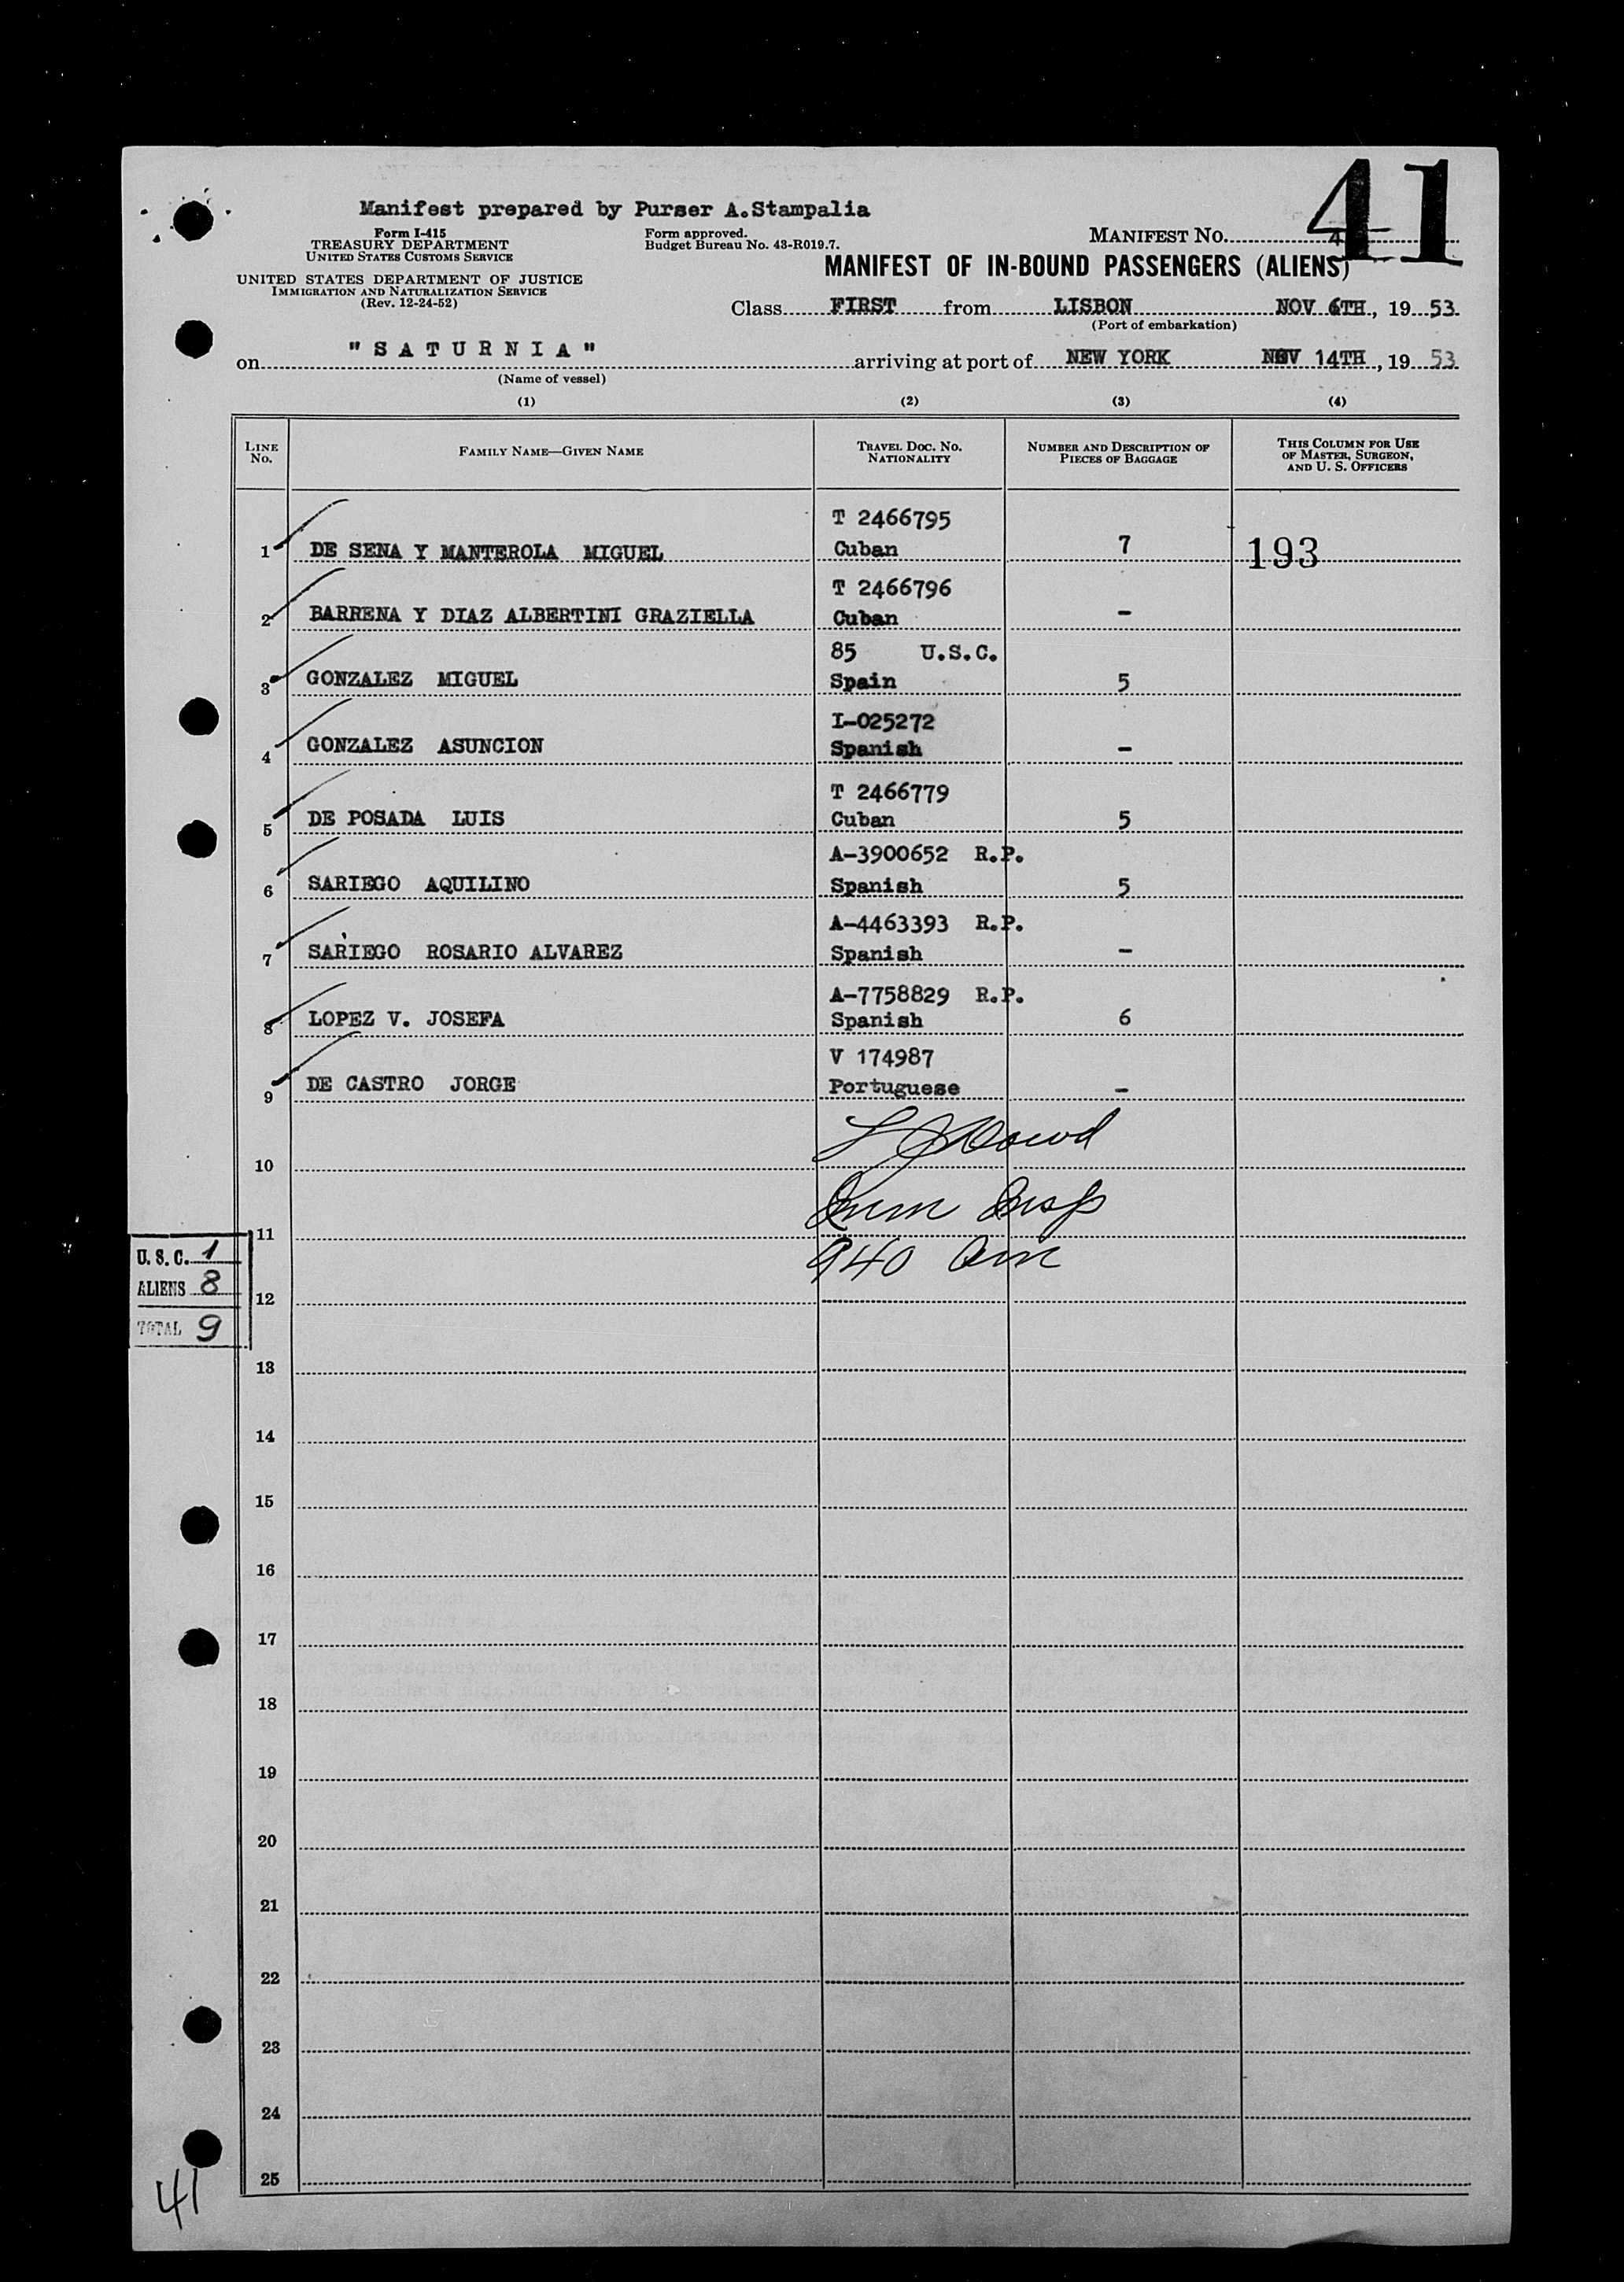 41
Manifest prepared by Purser A.Stampalia
Form I-415
TREASURY DEPARTMENT
UNITED STATES CUSTOMS SERVICE
UNITED STATES DEPARTMENT OF JUSTICE
IMMIGRATION AND NATURALIZATION SERVICE
(Rev. 12-24-52)
Form approved.
Budget Bureau No. 43-R019.7.
MANIFEST NO. 4
MANIFEST OF IN-BOUND PASSENGERS (ALIENS)
Class FIRST from LISBON NOV 6TH, 19 53
(Port of embarkation)
on "SATURNIA" arriving at port of NEW YORK NOV 14TH, 19 53
(Name of vessel)
(1) (2) (3) (4)
LINE NO.
FAMILY NAME—GIVEN NAME
TRAVEL DOC. NO. NATIONALITY
NUMBER AND DESCRIPTION OF PIECES OF BAGGAGE
THIS COLUMN FOR USE OF MASTER, SURGEON, AND U. S. OFFICERS
T 2466795
1 DE SENA Y MANTEROLA MIGUEL Cuban 7 193
T 2466796
2 BARRENA Y DIAZ ALBERTINI GRAZIELLA Cuban -
85 U.S.C.
3 GONZALEZ MIGUEL Spain 5
I-025272
4 GONZALEZ ASUNCION Spanish -
T 2466779
5 DE POSADA LUIS Cuban 5
A-3900652 R.P.
6 SARIEGO AQUILINO Spanish 5
A-4463393 R.P.
7 SARIEGO ROSARIO ALVAREZ Spanish -
A-7758829 R.P.
8 LOPEZ V. JOSEFA Spanish 6
V 174987
9 DE CASTRO JORGE Portuguese -
10
Imm Insp
11
940 am
U. S. C. 1
ALIENS 8
TOTAL 9
12
13
14
15
16
17
18
19
20
21
22
23
24
25
41